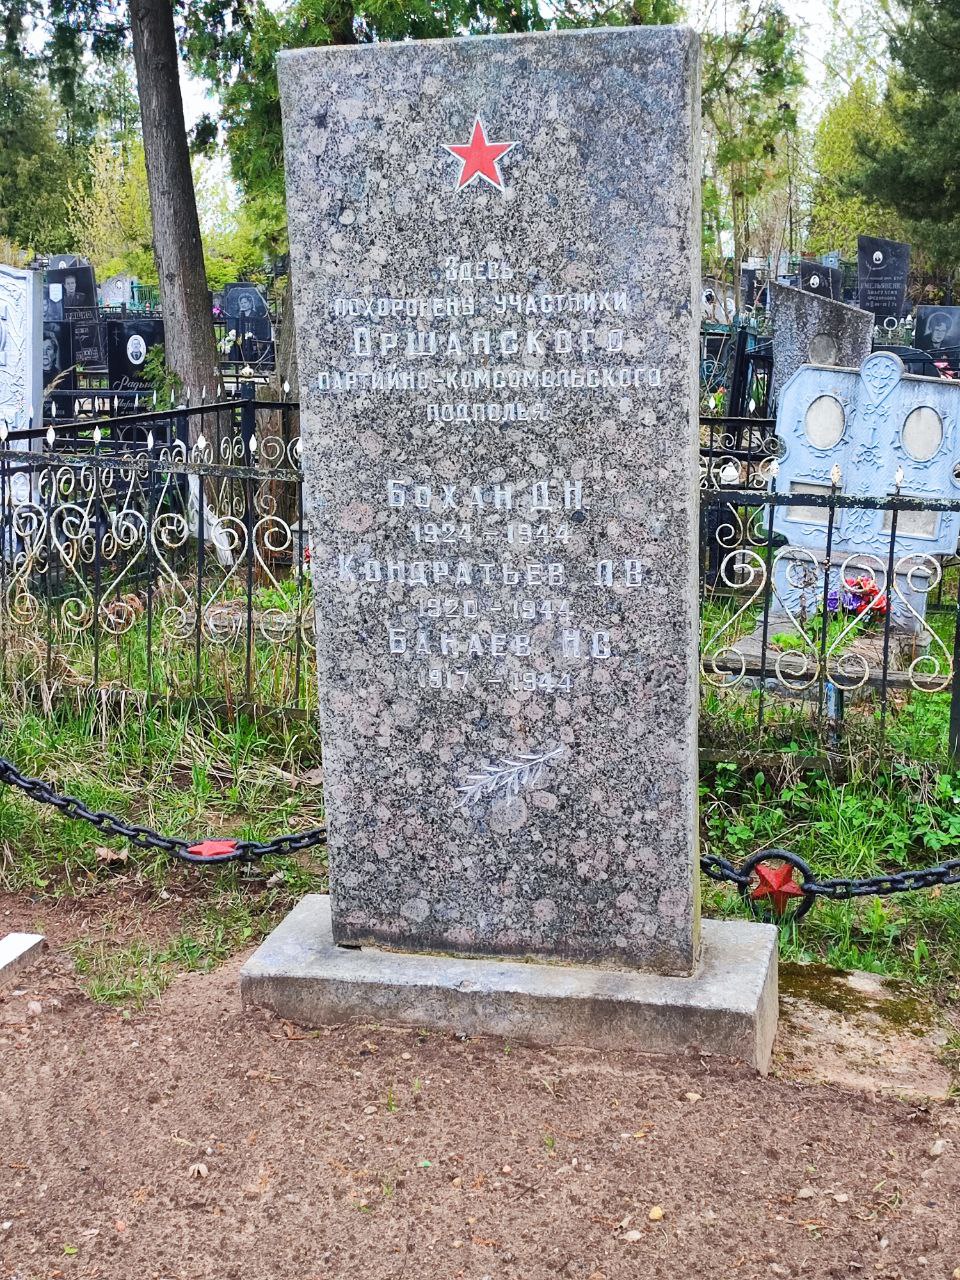 Здесь
похоронены участники
Оршанского
партийно-комсомольского
подполья
Бохан Д Н
1924 - 1944
Кондратьев Л В
1920 - 1944
Бакаев Н С
1917 - 1944